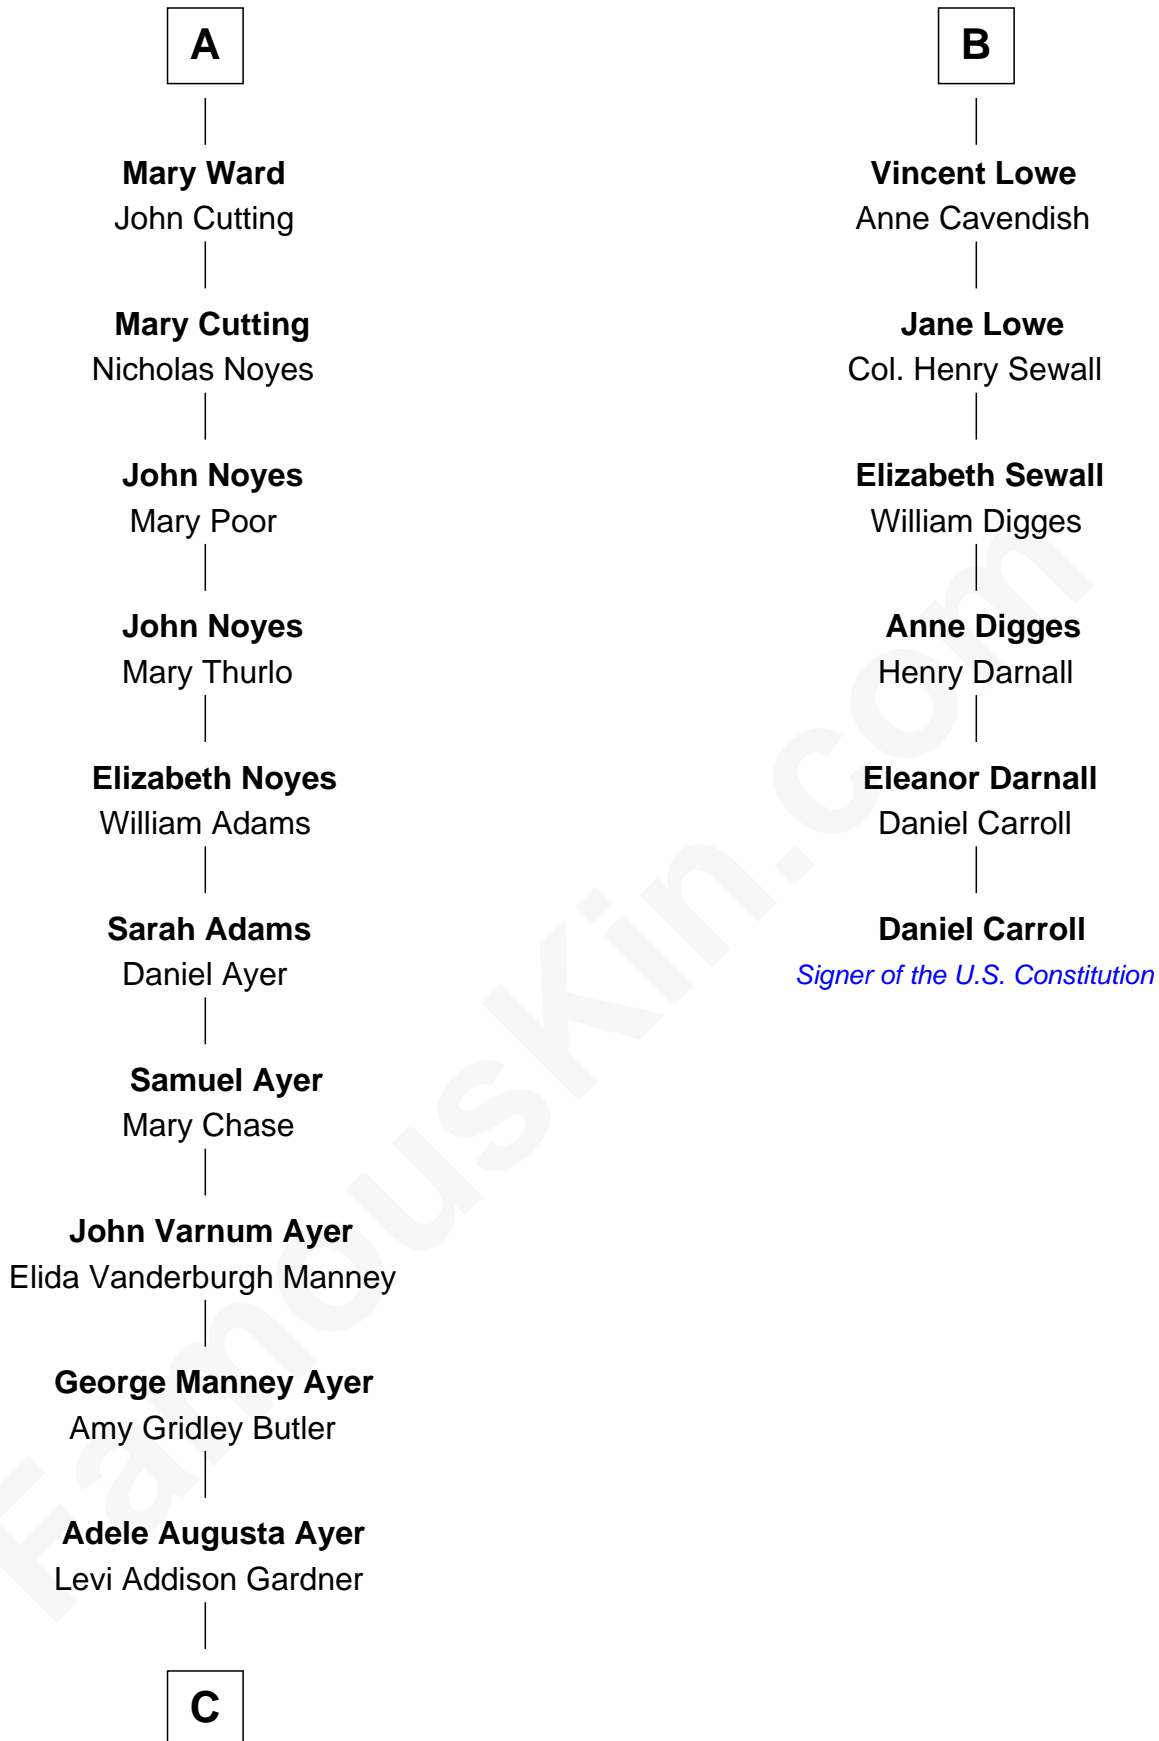 A
Mary Ward
John Cutting
Mary Cutting
Nicholas Noyes
John Noyes
Mary Poor
John Noyes
Mary Thurlo
Elizabeth Noyes
William Adams
Sarah Adams
Daniel Ayer
Samuel Ayer
Mary Chase
John Varnum Ayer
Elida Vanderburgh Manney
George Manney Ayer
Amy Gridley Butler
Adele Augusta Ayer
Levi Addison Gardner
C
B
Vincent Lowe
Anne Cavendish
Jane Lowe
Col. Henry Sewall
Elizabeth Sewall
William Digges
Anne Digges
Henry Darnall
Eleanor Darnall
Daniel Carroll
Daniel Carroll
Signer of the U.S. Constitution
FamousKin.com